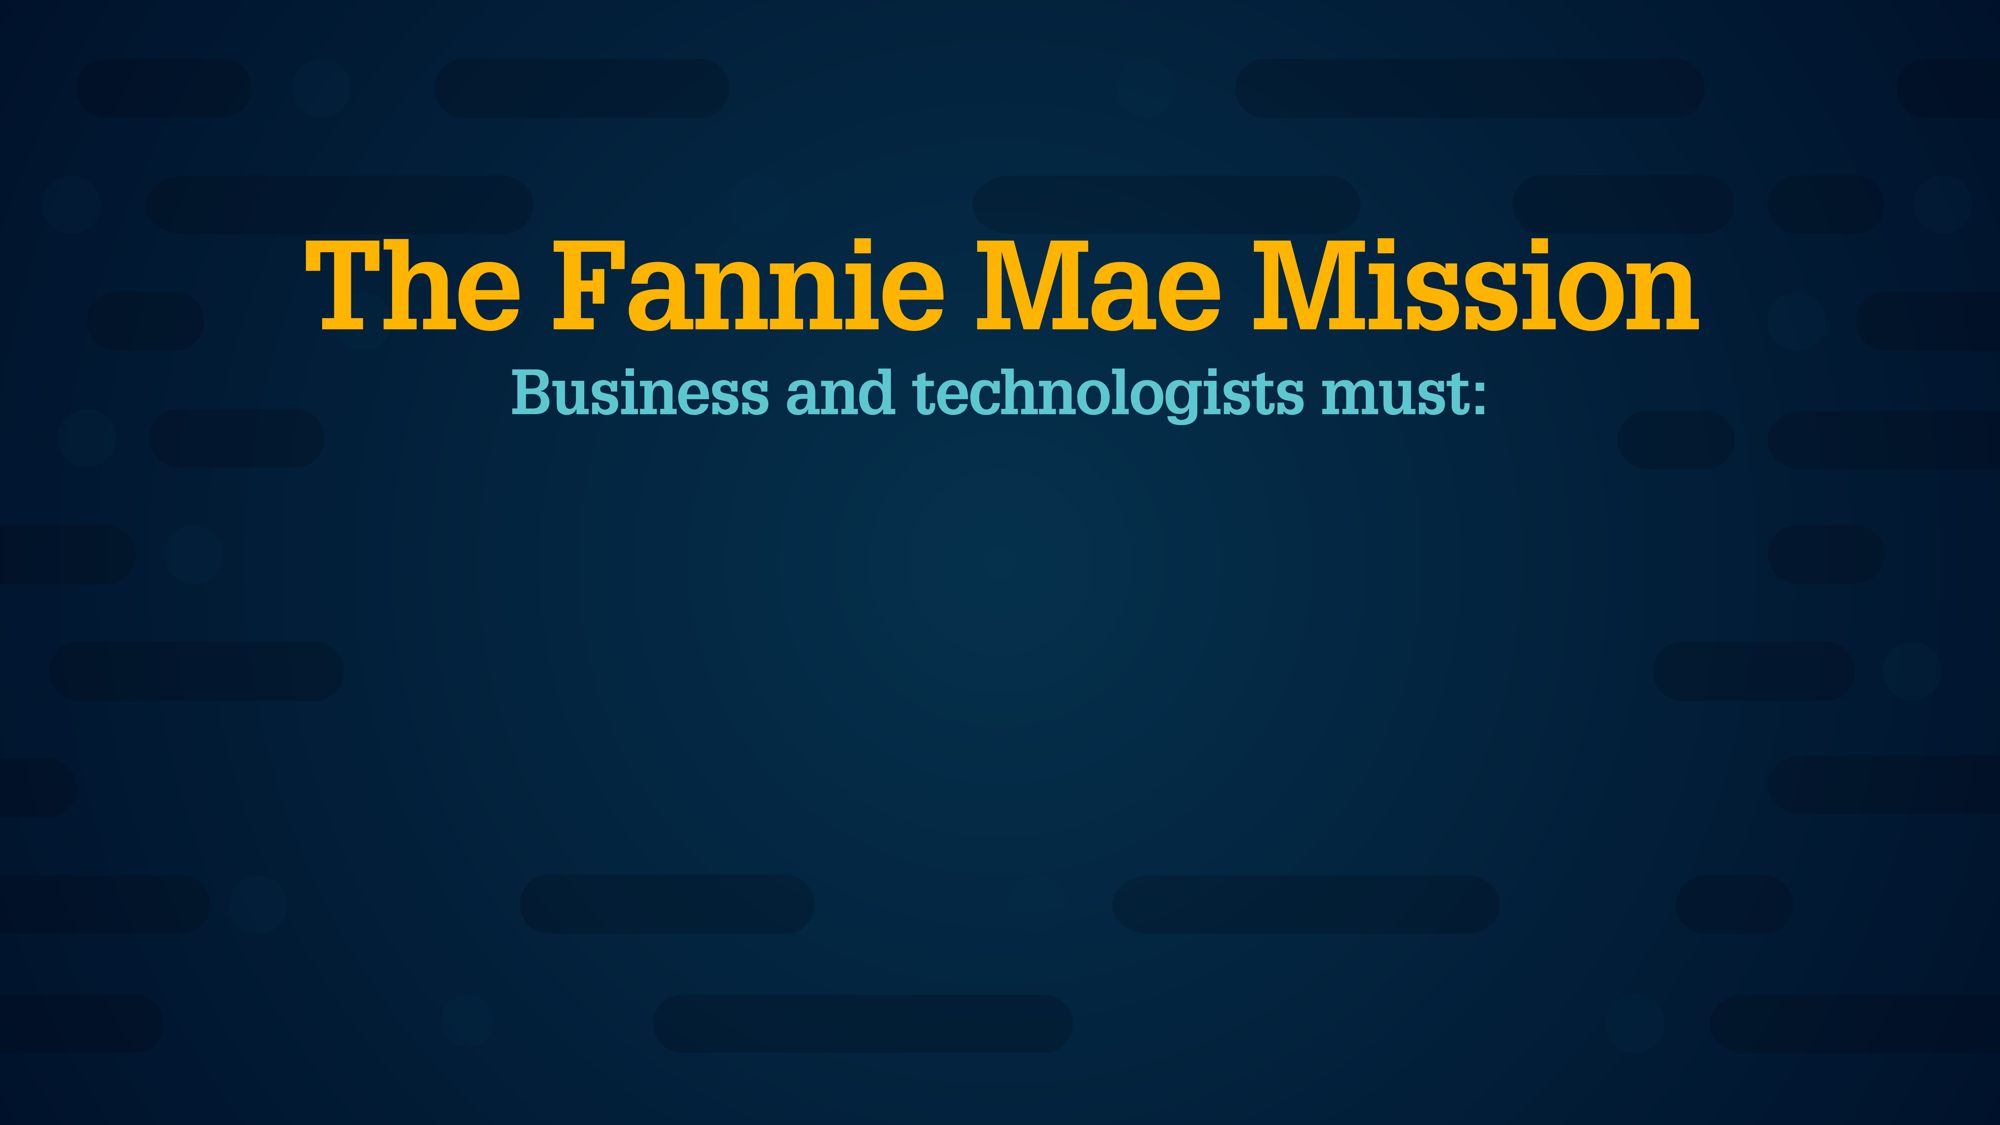 The Fannie Mae Mission
Business and technologists must: